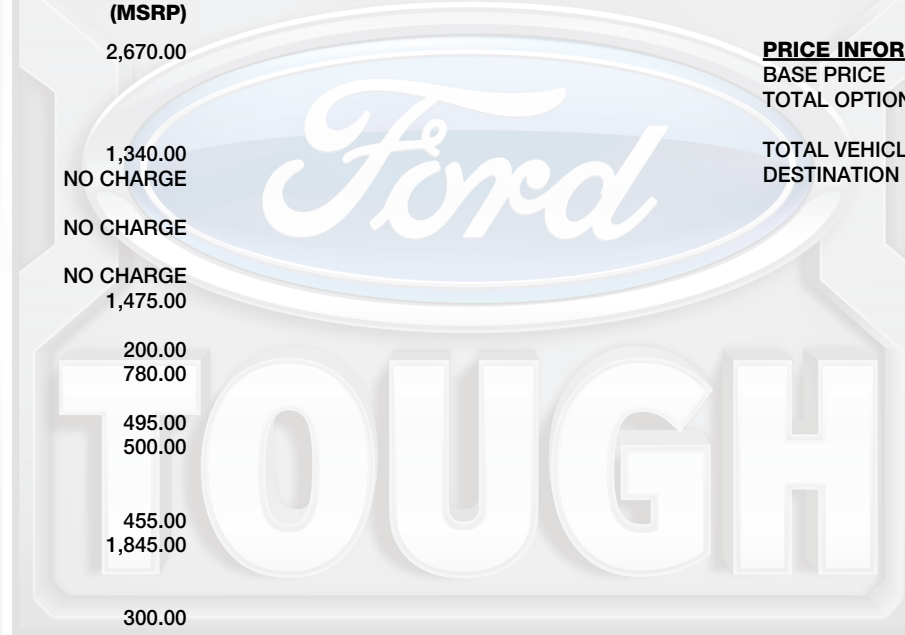 (MSRP)
2,670.00
1,340.00
NO CHARGE
NO CHARGE
NO CHARGE
1,475.00
200.00
780.00
495.00
500.00
455.00
1,845.00
300.00
PRICE INFOR
BASE PRICE
TOTAL OPTION
TOTAL VEHICL
DESTINATION
Ford
TOUGH